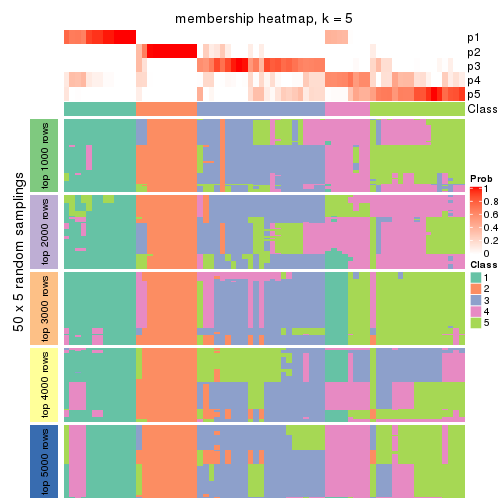 membership heatmap, k = 5
p1
p2
p3
p4
p5
Class
50 x 5 random samplings
top 1000 rows
top 2000 rows
top 3000 rows
top 4000 rows
top 5000 rows
Prob
1
0.8
0.6
0.4
0.2
0
Class
1
2
3
4
5